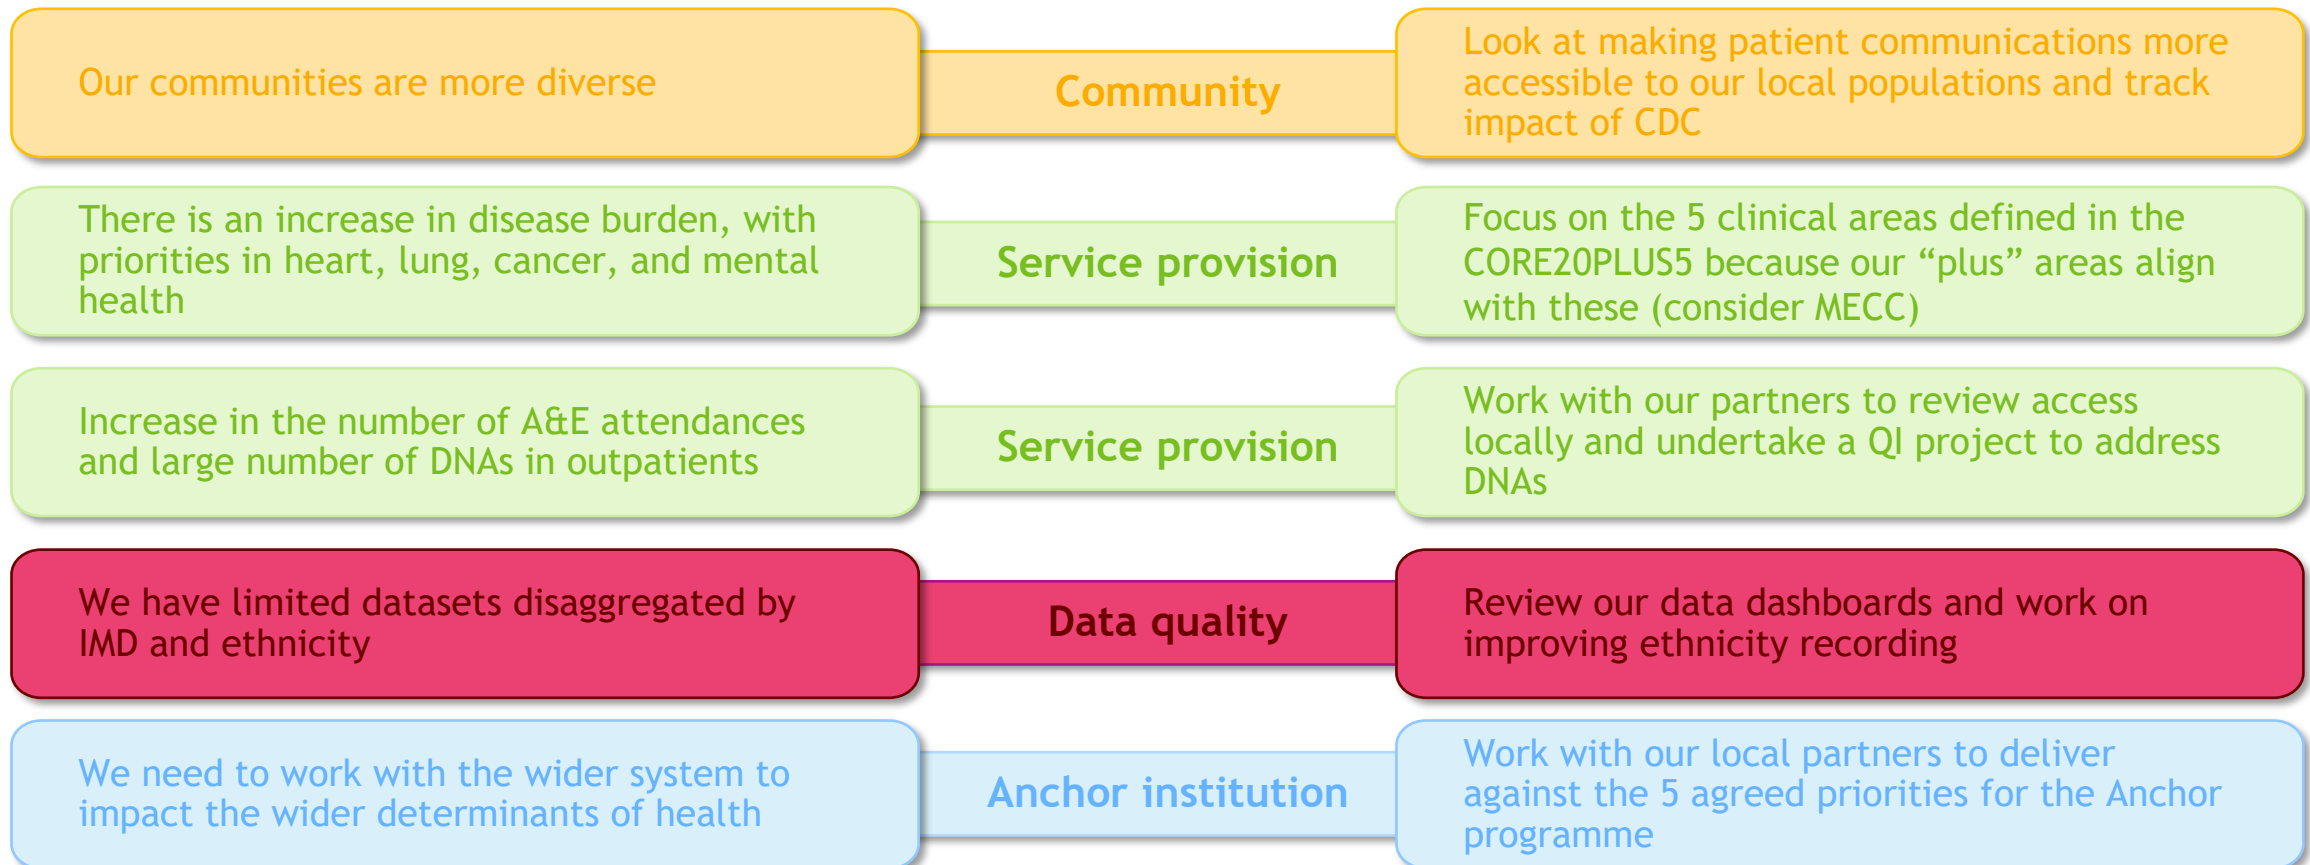 Our communities are more diverse
Community
Look at making patient communications more
accessible to our local populations and track
impact of CDC
There is an increase in disease burden, with
priorities in heart, lung, cancer, and mental
health
Service provision
Focus on the 5 clinical areas defined in the
CORE20PLUS5 because our “plus” areas align
with these (consider MECC)
Increase in the number of A&E attendances
and large number of DNAs in outpatients
Service provision
Work with our partners to review access
locally and undertake a QI project to address
DNAs
We have limited datasets disaggregated by
IMD and ethnicity
Data quality
Review our data dashboards and work on
improving ethnicity recording
We need to work with the wider system to
impact the wider determinants of health
Anchor institution
Work with our local partners to deliver
against the 5 agreed priorities for the Anchor
programme